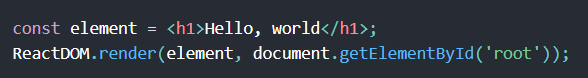 const element = <h1>Hello, world</h1>;
ReactDOM.render(element, document.getElementById('root'));